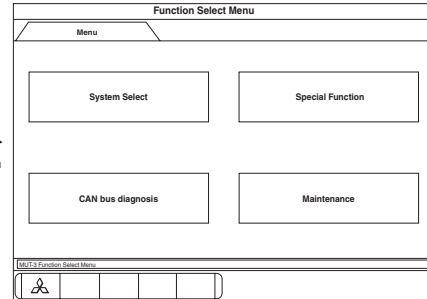 Function Select Menu
Menu
System Select
Special Function
CAN bus diagnosis
Maintenance
MUT-3 Function Select Menu